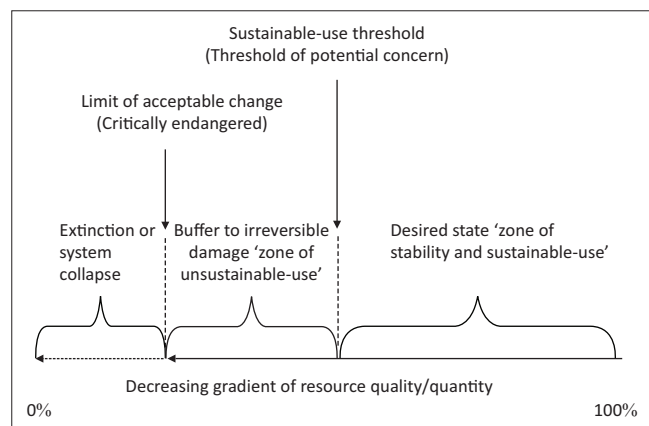 Sustainable-use threshold
(Threshold of potential concern)
Limit of acceptable change
(Critically endangered)
Extinction or
system
collapse
Buffer to irreversible
damage ‘zone of
unsustainable-use’
Desired state ‘zone of
stability and sustainable-use’
Decreasing gradient of resource quality/quantity
0%
100%